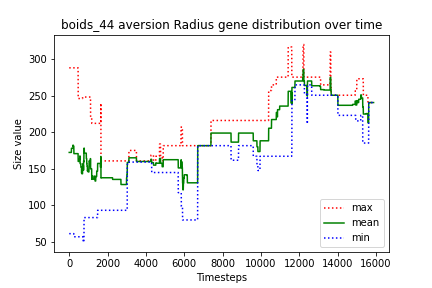 boids_44 aversion Radius gene distribution over time
Size value
300
250
200
150
100
50
0
2000
4000
6000
8000
10000
12000
14000
16000
Timesteps
max
mean
min